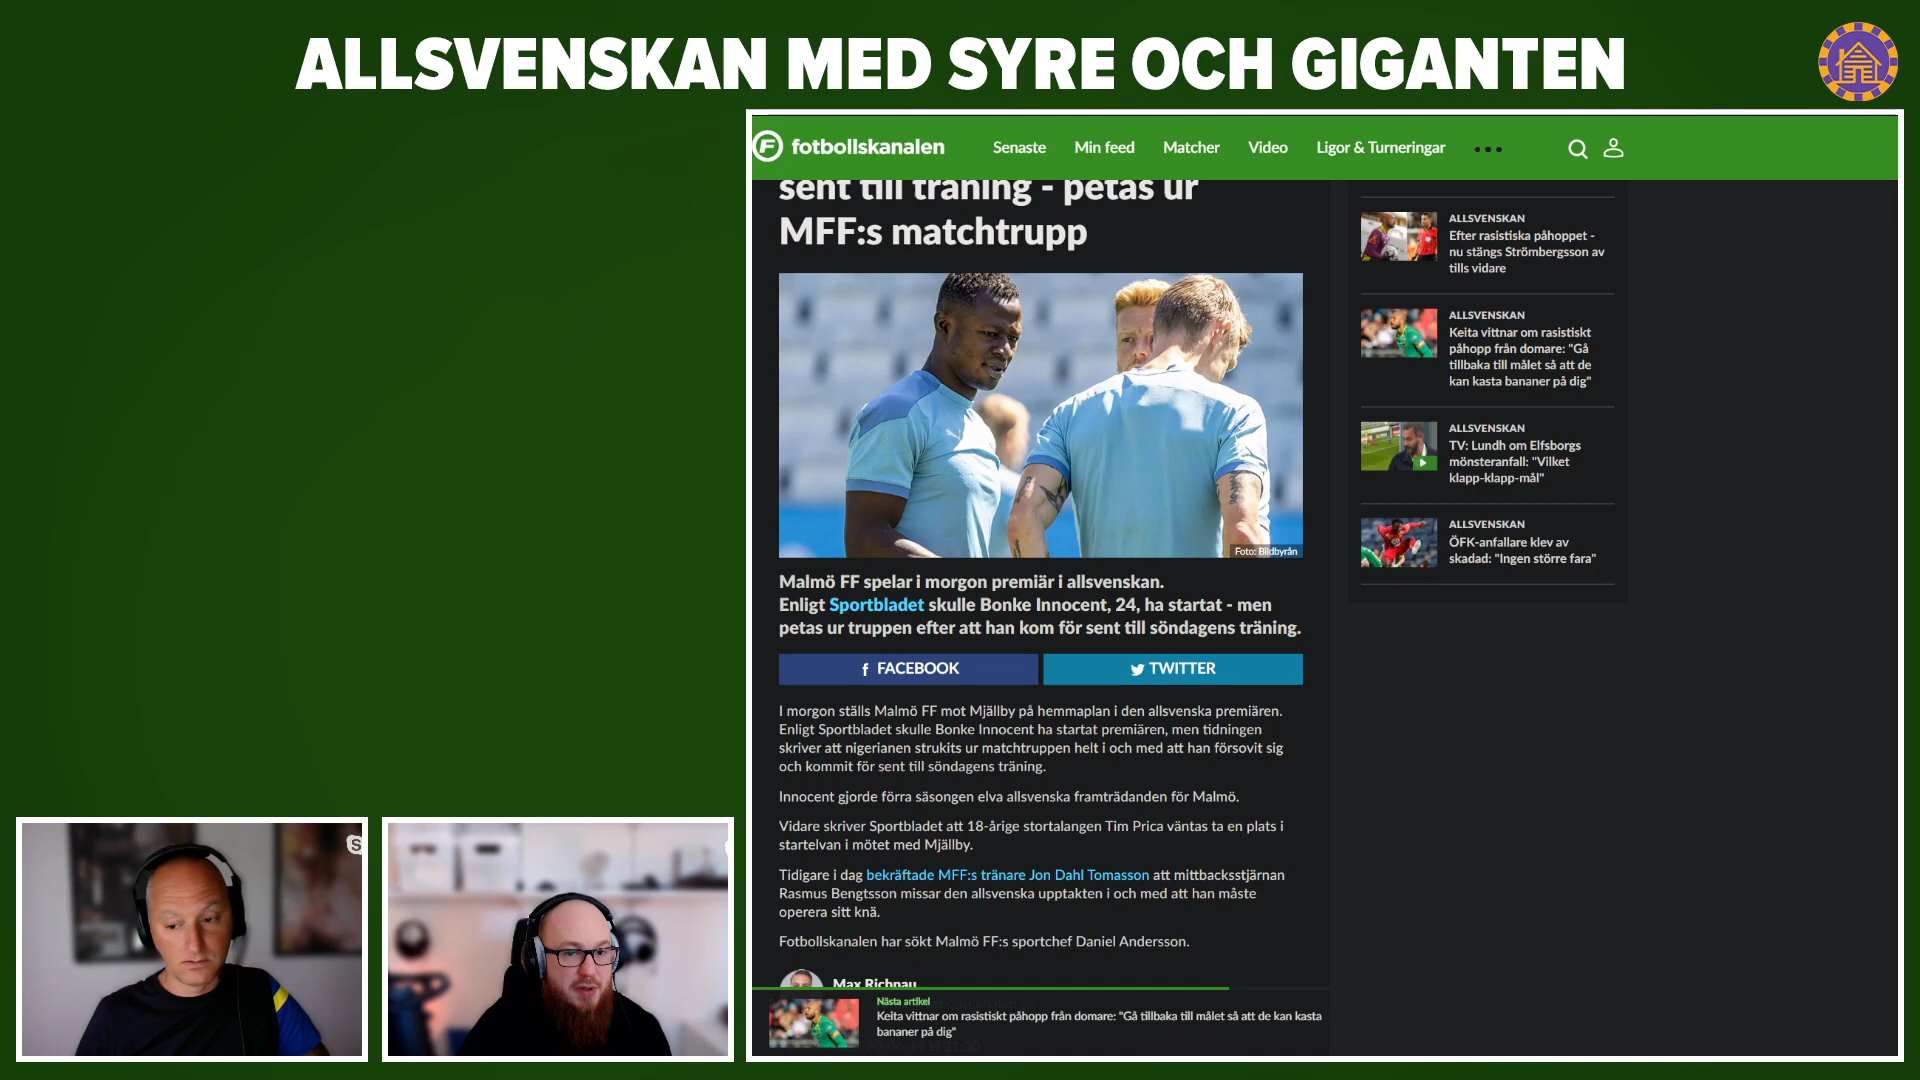 ALLSVENSKAN MED SYRE OCH GIGANTEN
fotbollskanalen
Senaste
Min feed
Matcher
Video
Ligor & Turneringar
sent till träning - petas ur
MFF:s matchtrupp
Foto: Bildbyrån
Malmö FF spelar i morgon premiär i allsvenskan.
Enligt Sportbladet skulle Bonke Innocent, 24, ha startat - men
petas ur truppen efter att han kom för sent till söndagens träning.
FACEBOOK
TWITTER
I morgon ställs Malmö FF mot Mjällby på hemmaplan i den allsvenska premiären.
Enligt Sportbladet skulle Bonke Innocent ha startat premiären, men tidningen
skriver att nigerianen strukits ur matchtruppen helt i och med att han försovit sig
och kommit för sent till söndagens träning.
Innocent gjorde förra säsongen elva allsvenska framträdanden för Malmö.
Vidare skriver Sportbladet att 18-årige stortalangen Tim Prica väntas ta en plats i
startelvan i mötet med Mjällby.
Tidigare i dag bekräftade MFF:s tränare Jon Dahl Tomasson att mittbacksstjärnan
Rasmus Bengtsson missar den allsvenska upptakten i och med att han måste
operera sitt knä.
Fotbollskanalen har sökt Malmö FF:s sportchef Daniel Andersson.
Max Richnau
Nästa artikel
Keita vittnar om rasistiskt påhopp från domare: "Gå tillbaka till målet så att de kan kasta
bananer på dig"
ALLSVENSKAN
Efter rasistiska påhoppet -
nu stängs Strömbergsson av
tills vidare
ALLSVENSKAN
Keita vittnar om rasistiskt
påhopp från domare: "Gå
tillbaka till målet så att de
kan kasta bananer på dig"
ALLSVENSKAN
TV: Lundh om Elfsborgs
mönsteranfall: "Vilket
klapp-klapp-mål"
ALLSVENSKAN
ÖFK-anfallare klev av
skadad: "Ingen större fara"